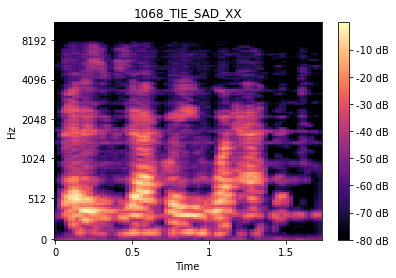 1068_TIE_SAD_XX
8192
4096
2048
1024
512
0
Hz
0
0.5
1
1.5
Time
-10 dB
-20 dB
-30 dB
-40 dB
-50 dB
-60 dB
-70 dB
-80 dB